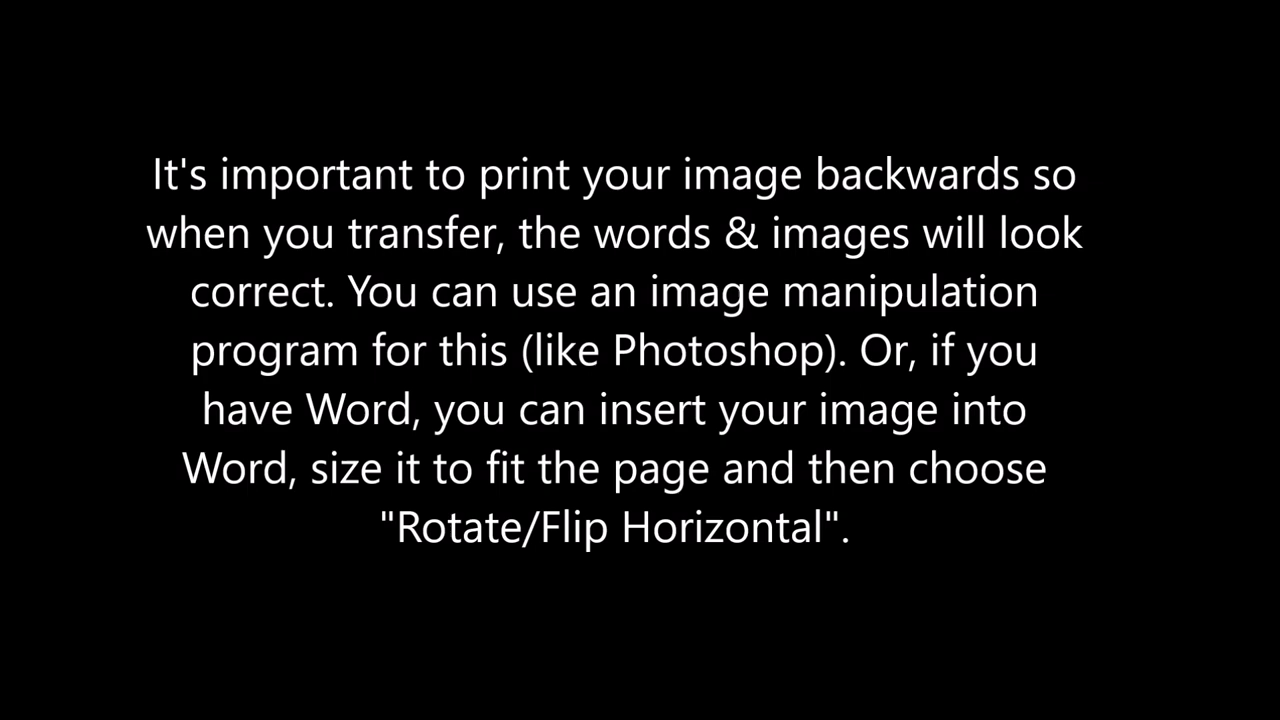 It's important to print your image backwards so
when you transfer, the words & images will look
correct. You can use an image manipulation
program for this (like Photoshop). Or, if you
have Word, you can insert your image into
Word, size it to fit the page and then choose
"Rotate/Flip Horizontal".